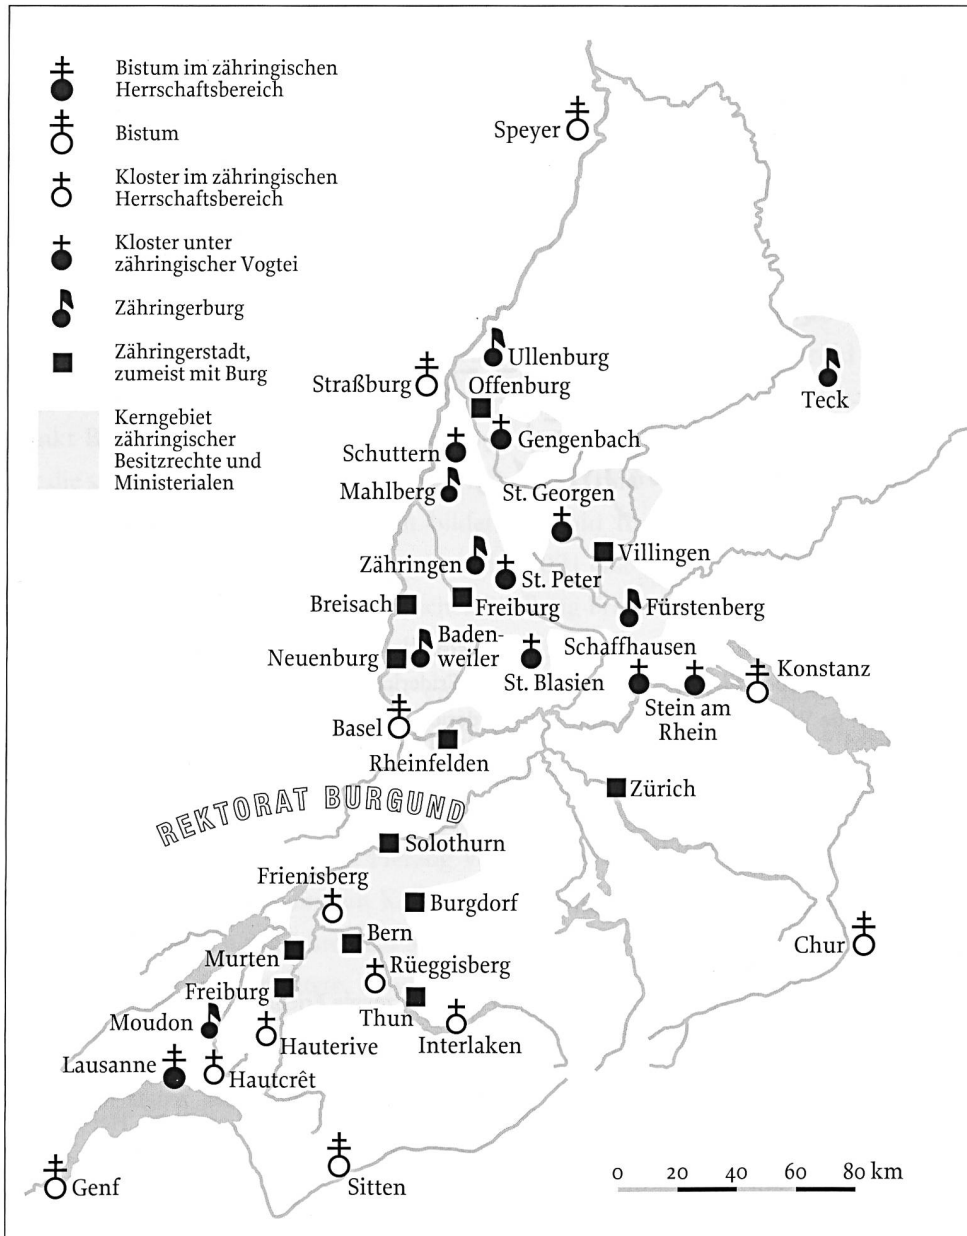 Bistum im zähringischen
Herrschaftsbereich
Bistum
Kloster im zähringischen
Herrschaftsbereich
Kloster unter
zähringischer Vogtei
Zähringerburg
Zähringerstadt,
zumeist mit Burg
Kerngebiet
zähringischer
Besitzrechte und
Ministerialen
Speyer
Ullenburg
Straßburg
Offenburg
Teck
Gengenbach
Schuttern
Mahlberg
St. Georgen
Villingen
Zähringen
St. Peter
Breisach
Freiburg
Fürstenberg
Baden-
weiler
Schaffhausen
Neuenburg
St. Blasien
Konstanz
Stein am
Rhein
Basel
Rheinfelden
Zürich
REKTORAT BURGUND
Solothurn
Frienisberg
Burgdorf
Bern
Chur
Murten
Rüeggisberg
Freiburg
Thun
Moudon
Hauterive
Interlaken
Lausanne
Hautcrêt
Genf
Sitten
0 20 40 60 80 km